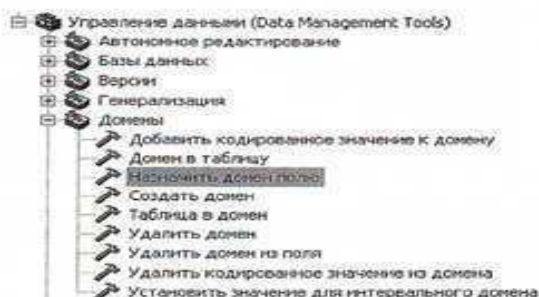 Управление данными (Data Management Tools)
Автономное редактирование
Базы данных
Версии
Генерализация
Домены
Добавить кодированное значение к домену
Домен в таблицу
Назначить домен полю
Создать домен
Таблица в домен
Удалить домен
Удалить домен из поля
Удалить кодированное значение из домена
Установить значение для интервального домена